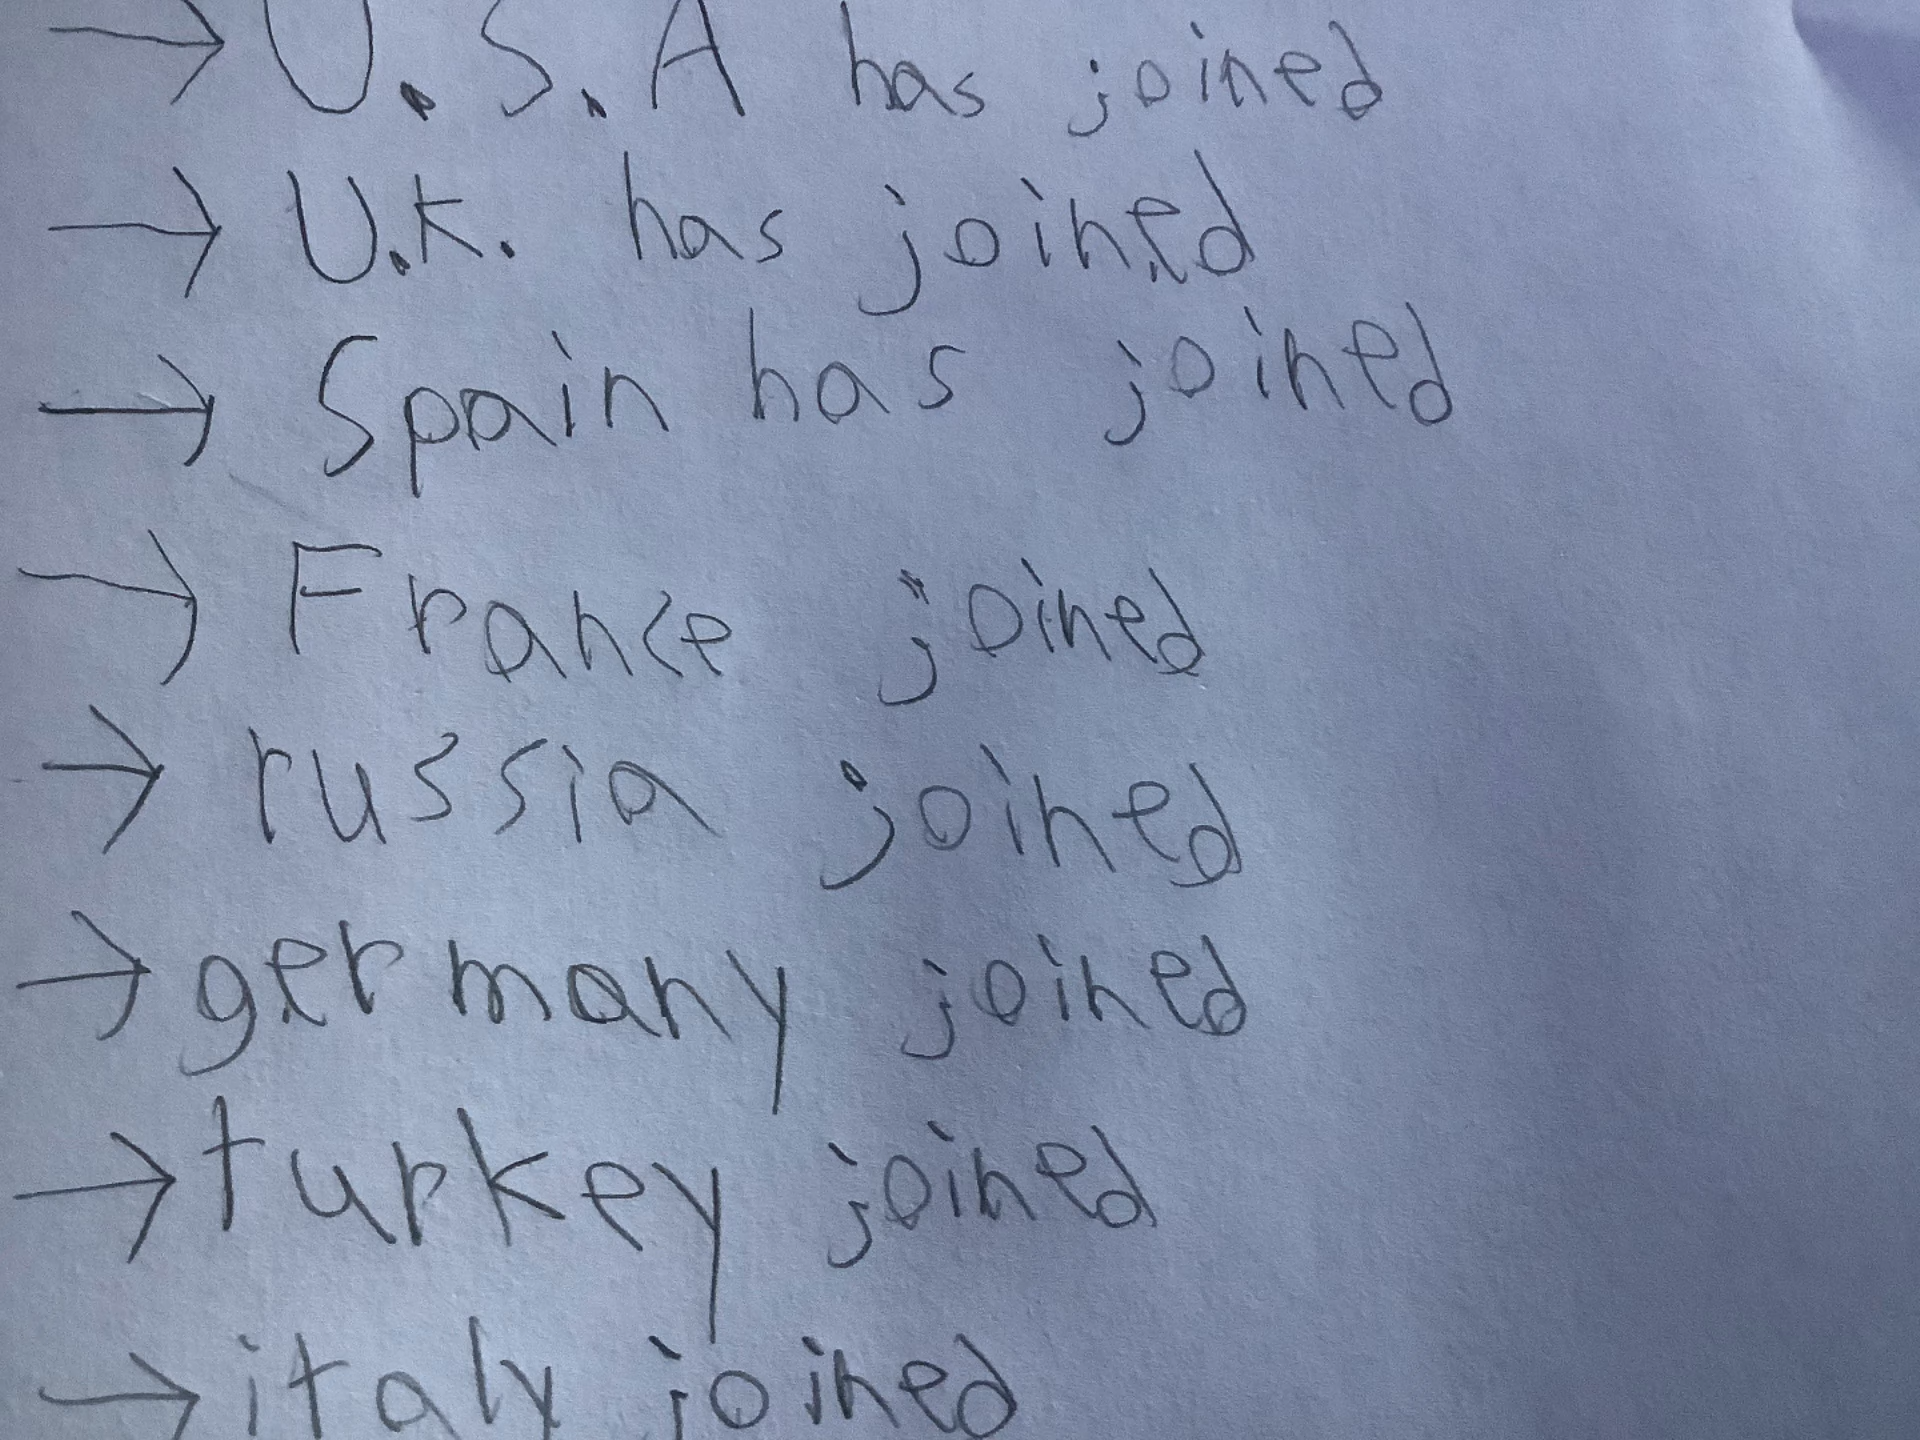 → U.S.A has joined
→ U.K. has joined
→ Spain has joined
→ France joined
→ russia joined
→ germany joined
→ turkey joined
→ italy joined